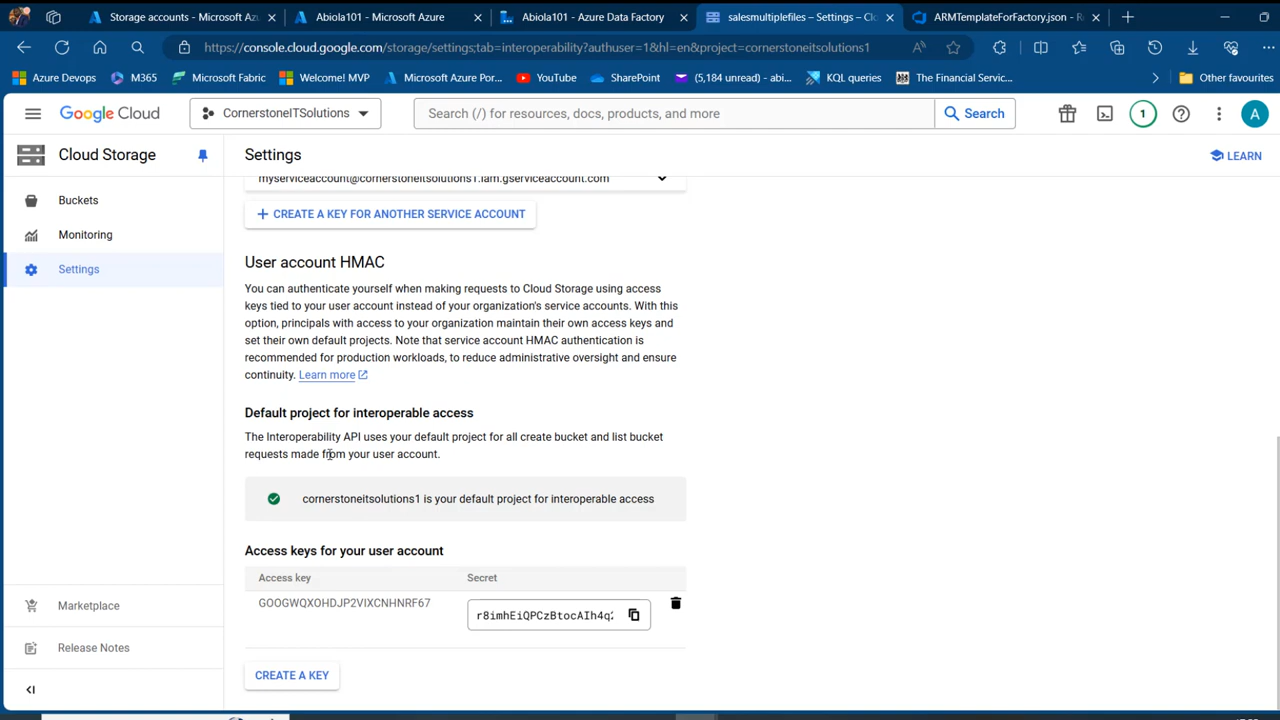 Storage accounts - Microsoft Az
Abiola101 - Microsoft Azure
Abiola101 - Azure Data Factory
salesmultiplefiles – Settings – Clo
ARMTemplateForFactory.json - Re
https://console.cloud.google.com/storage/settings;tab=interoperability?authuser=1&hl=en&project=cornerstoneitsolutions1
Azure Devops
M365
Microsoft Fabric
Welcome! MVP
Microsoft Azure Por...
YouTube
SharePoint
(5,184 unread) - abi...
KQL queries
The Financial Servic...
Other favourites
Google Cloud
CornerstoneITSolutions
Search (/) for resources, docs, products, and more
Search
1
A
Cloud Storage
Settings
LEARN
Buckets
Monitoring
Settings
Marketplace
Release Notes
myserviceaccount@cornerstoneitsolutions1.iam.gserviceaccount.com
CREATE A KEY FOR ANOTHER SERVICE ACCOUNT
User account HMAC
You can authenticate yourself when making requests to Cloud Storage using access
keys tied to your user account instead of your organization's service accounts. With this
option, principals with access to your organization maintain their own access keys and
set their own default projects. Note that service account HMAC authentication is
recommended for production workloads, to reduce administrative oversight and ensure
continuity. Learn more
Default project for interoperable access
The Interoperability API uses your default project for all create bucket and list bucket
requests made from your user account.
cornerstoneitsolutions1 is your default project for interoperable access
Access keys for your user account
Access key Secret
GOOGWQXOHDJP2VIXCNHNRF67
r8imhEiQPCzBtocAIh4q
CREATE A KEY